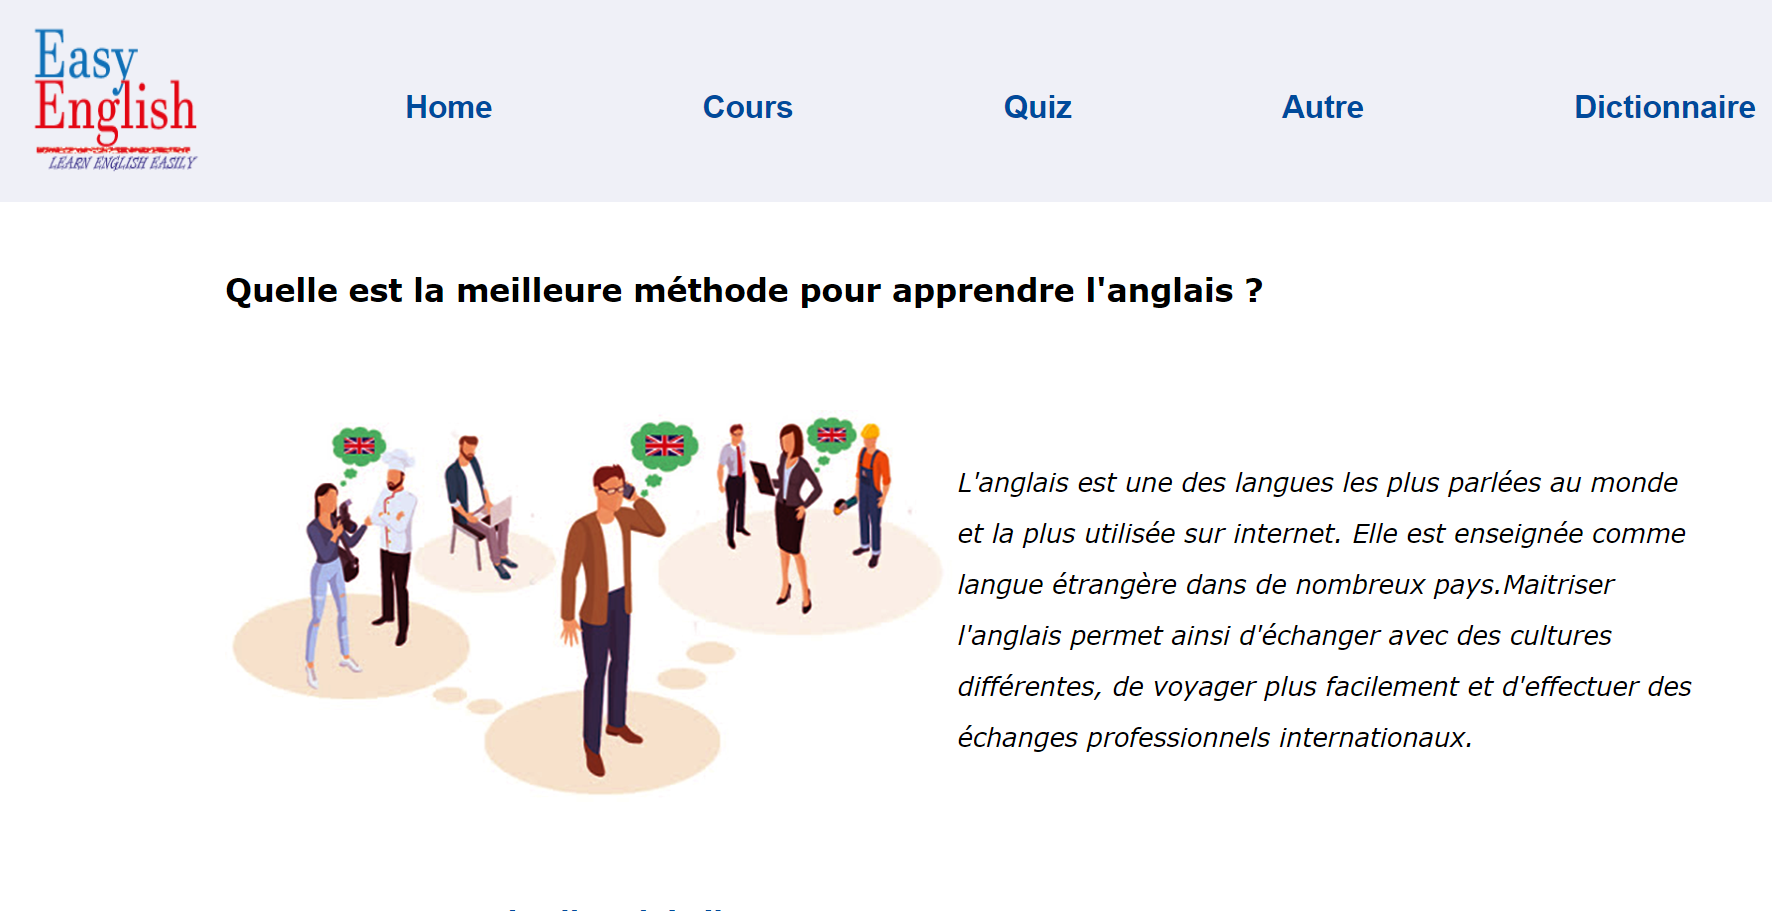 Easy
English
LEARN ENGLISH EASILY
Home Cours Quiz Autre Dictionnaire
Quelle est la meilleure méthode pour apprendre l'anglais ?
L'anglais est une des langues les plus parlées au monde
et la plus utilisée sur internet. Elle est enseignée comme
langue étrangère dans de nombreux pays.Maitriser
l'anglais permet ainsi d'échanger avec des cultures
différentes, de voyager plus facilement et d'effectuer des
échanges professionnels internationaux.